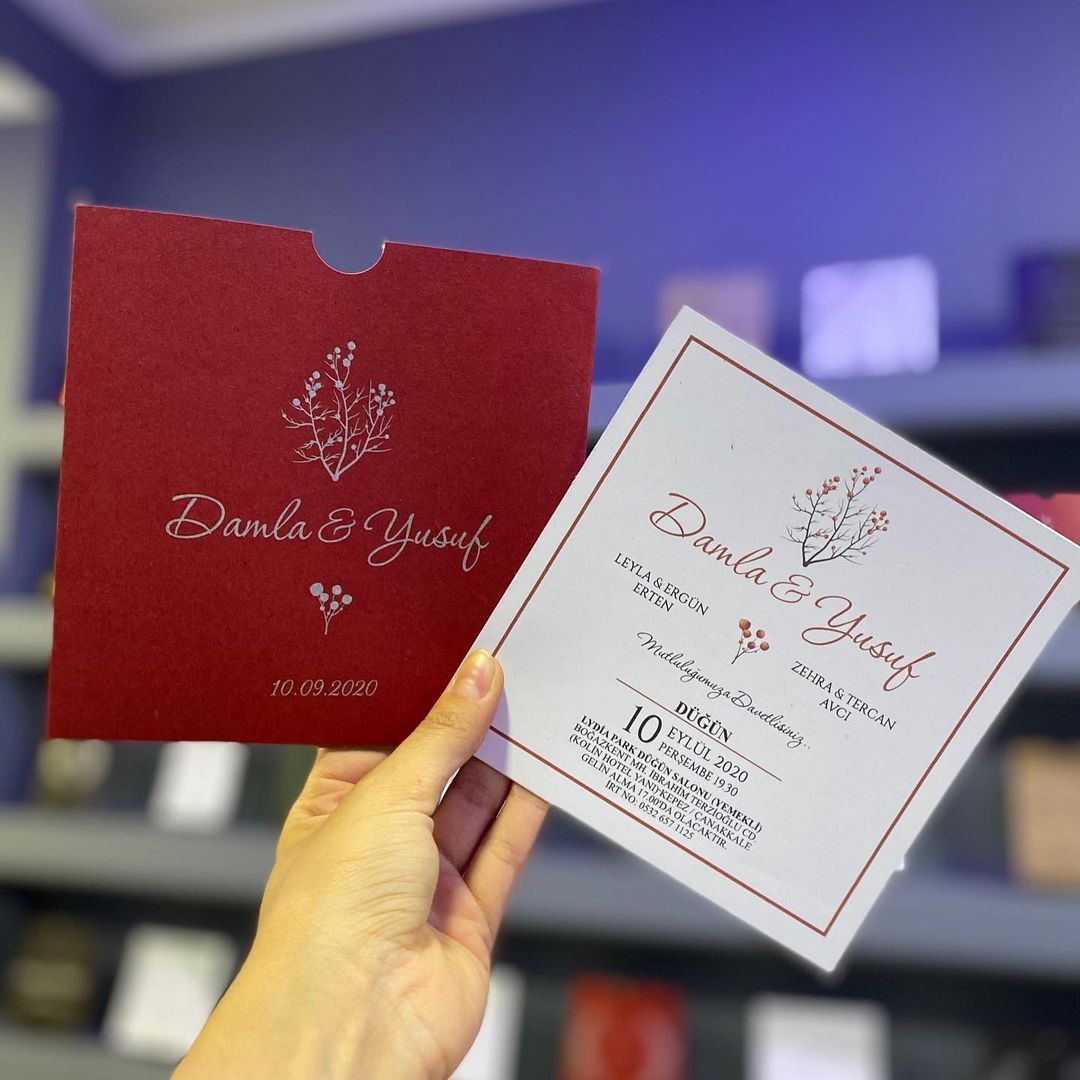 Damla & Yusuf
10.09.2020
Damla & Yusuf
LEYLA & ERGÜN
ERTEN
ZEHRA & TERCAN
AVCI
Mutluluğumuza Davetlisiniz..
DÜĞÜN
10 EYLÜL 2020
PERŞEMBE 19:30
LYDİA PARK DÜĞÜN SALONU (YEMEKLİ)
BOĞAZKENT MH. İBRAHİM TERZİOĞLU CD.
(KOLİN HOTEL YANI) KEPEZ / ÇANAKKALE
GELİN ALMA 17.00'DA OLACAKTIR.
İRT NO: 0532 657 1125